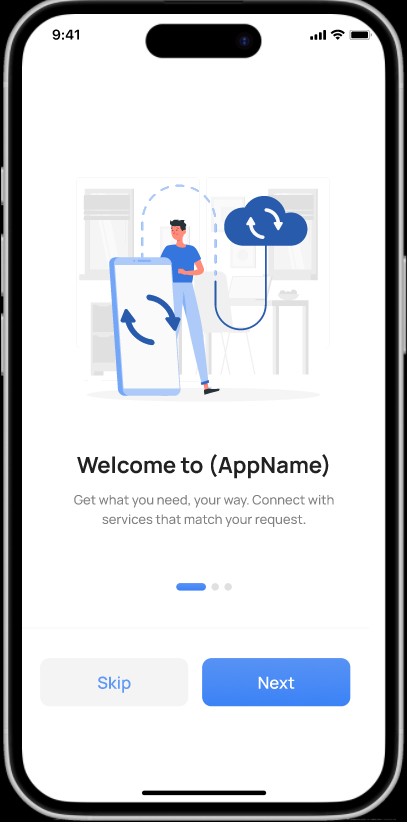 9:41
Welcome to (AppName)
Get what you need, your way. Connect with
services that match your request.
Skip
Next